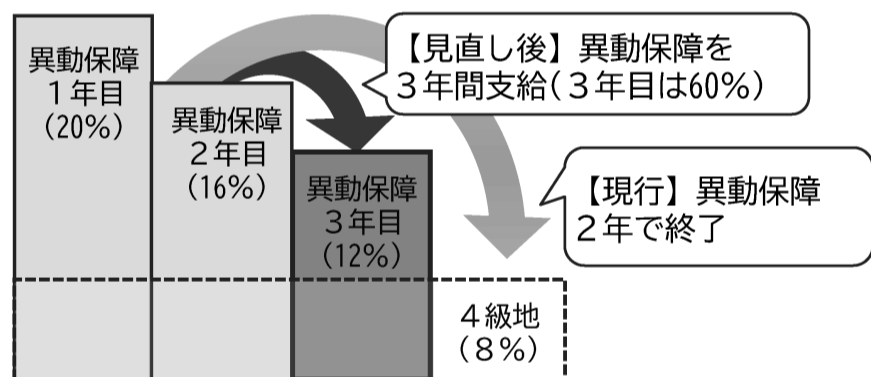 異動保障
１年目
(20%)
異動保障
２年目
(16%)
異動保障
３年目
(12%)
４級地
(８%)
【見直し後】異動保障を
３年間支給(３年目は60%)
【現行】異動保障
２年で終了